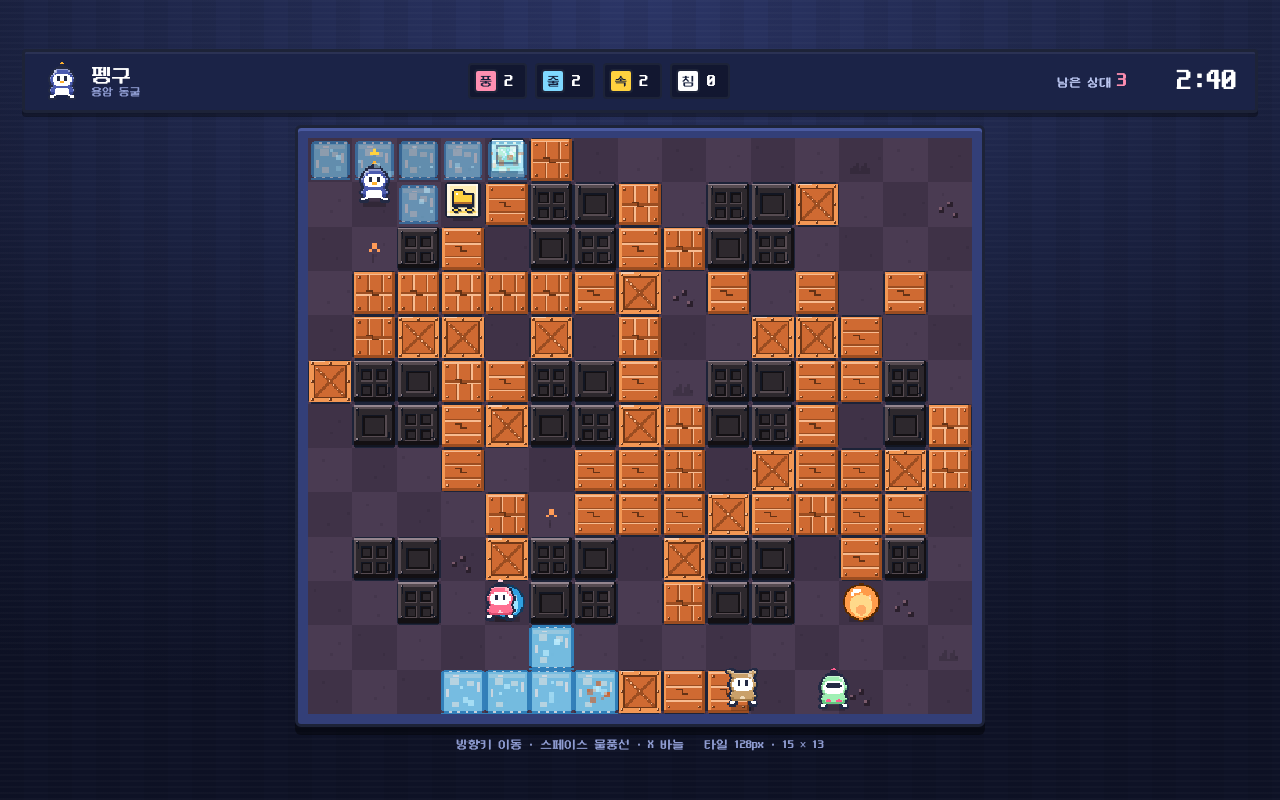 펭구
용암 동굴
풍 2 줄 2 속 2 침 0
남은 상대 3
2:40
방향키 이동 · 스페이스 물풍선 · X 바늘 타일 128px · 15 × 13